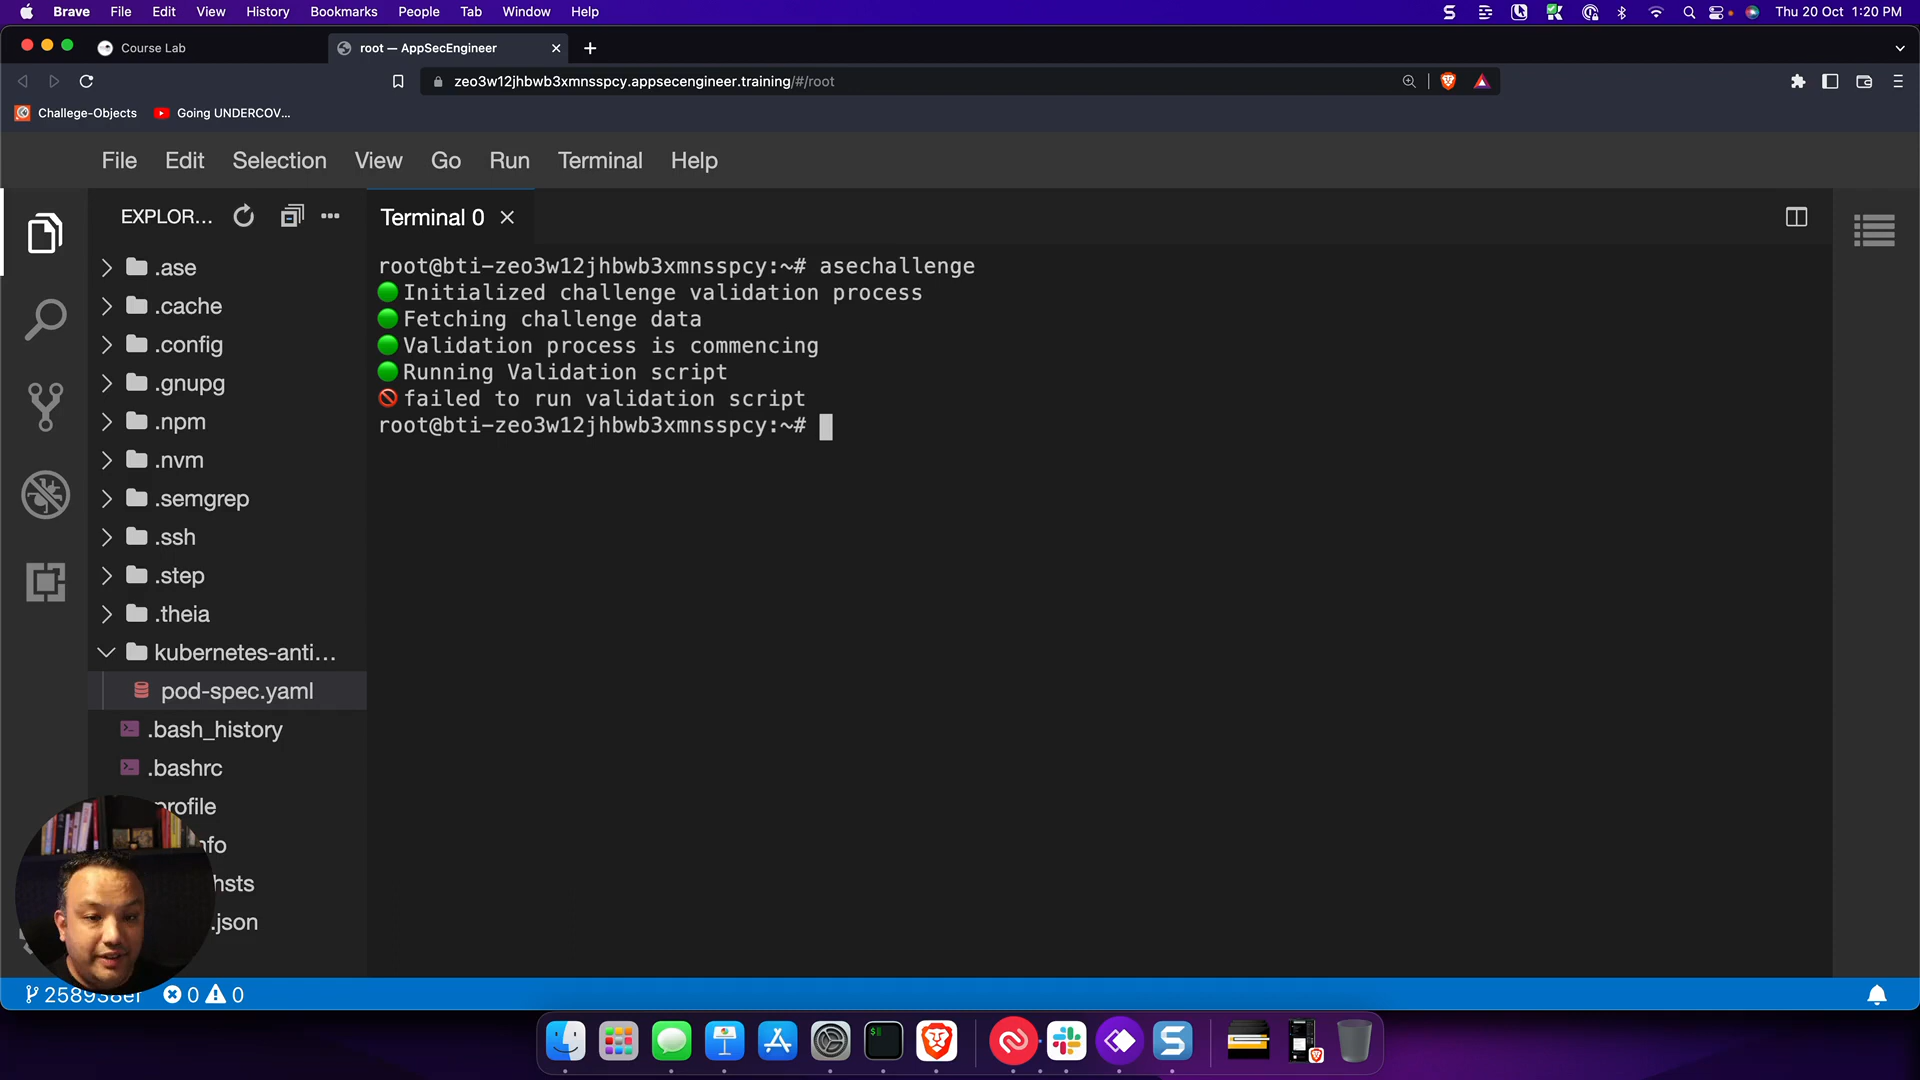 Brave File Edit View History Bookmarks People Tab Window Help Thu 20 Oct 1:20 PM
Course Lab root — AppSecEngineer
zeo3w12jhbwb3xmnsspcy.appsecengineer.training/#/root
Challege-Objects Going UNDERCOV...
File Edit Selection View Go Run Terminal Help
EXPLOR... Terminal 0
.ase
.cache
.config
.gnupg
.npm
.nvm
.semgrep
.ssh
.step
.theia
kubernetes-anti...
pod-spec.yaml
.bash_history
.bashrc
profile
nfo
hsts
.json
root@bti-zeo3w12jhbwb3xmnsspcy:~# asechallenge
Initialized challenge validation process
Fetching challenge data
Validation process is commencing
Running Validation script
failed to run validation script
root@bti-zeo3w12jhbwb3xmnsspcy:~#
0 0